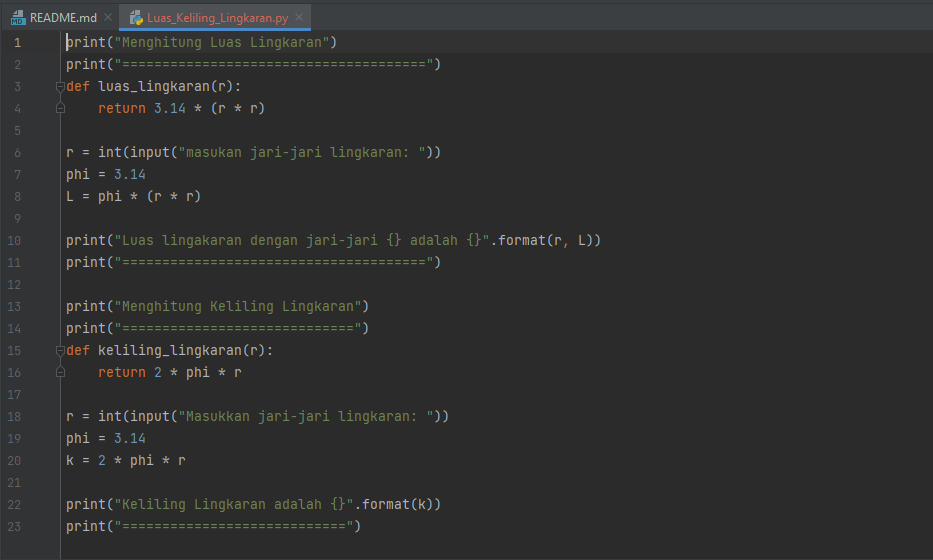 README.md
Luas_Keliling_Lingkaran.py
1 print("Menghitung Luas Lingkaran")
2 print("======================================")
3 def luas_lingkaran(r):
4     return 3.14 * (r * r)
5
6 r = int(input("masukan jari-jari lingkaran: "))
7 phi = 3.14
8 L = phi * (r * r)
9
10 print("Luas lingakaran dengan jari-jari {} adalah {}".format(r, L))
11 print("======================================")
12
13 print("Menghitung Keliling Lingkaran")
14 print("=============================")
15 def keliling_lingkaran(r):
16     return 2 * phi * r
17
18 r = int(input("Masukkan jari-jari lingkaran: "))
19 phi = 3.14
20 k = 2 * phi * r
21
22 print("Keliling Lingkaran adalah {}".format(k))
23 print("============================")